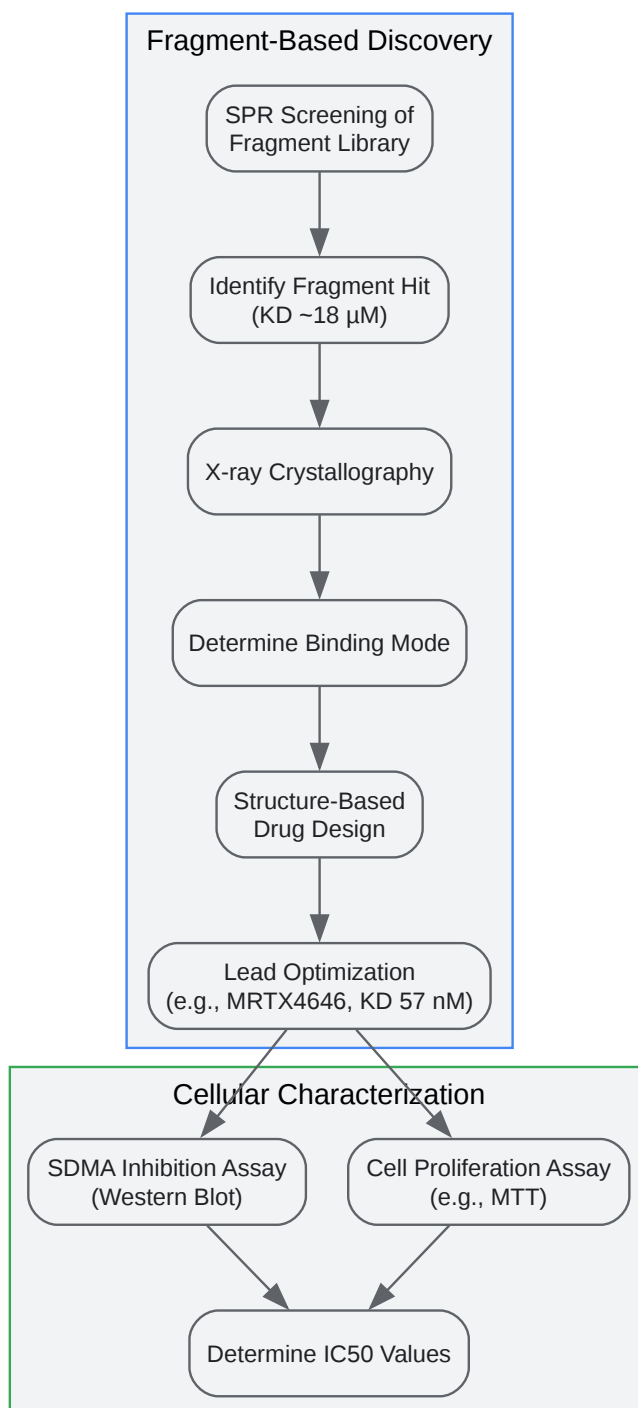 Fragment-Based Discovery
SPR Screening of
Fragment Library
Identify Fragment Hit
(KD ~18 µM)
X-ray Crystallography
Determine Binding Mode
Structure-Based
Drug Design
Lead Optimization
(e.g., MRTX4646, KD 57 nM)
Cellular Characterization
SDMA Inhibition Assay
(Western Blot)
Cell Proliferation Assay
(e.g., MTT)
Determine IC50 Values